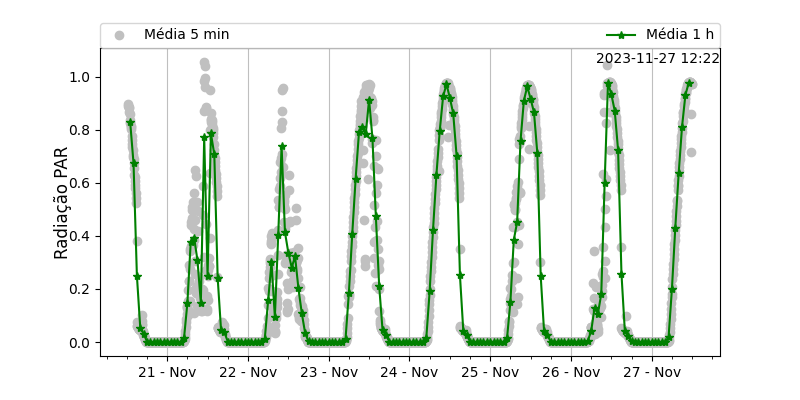 Média 5 min
Média 1 h
2023-11-27 12:22
Radiação PAR
1.0
0.8
0.6
0.4
0.2
0.0
21 - Nov
22 - Nov
23 - Nov
24 - Nov
25 - Nov
26 - Nov
27 - Nov